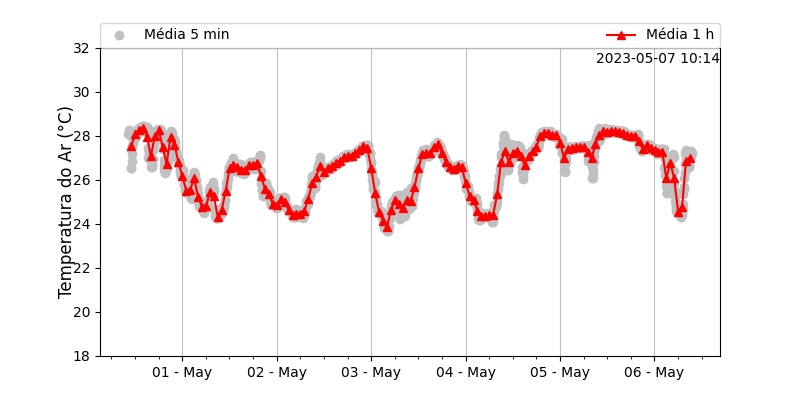 Média 5 min
Média 1 h
2023-05-07 10:14
Temperatura do Ar (°C)
32
30
28
26
24
22
20
18
01 - May
02 - May
03 - May
04 - May
05 - May
06 - May